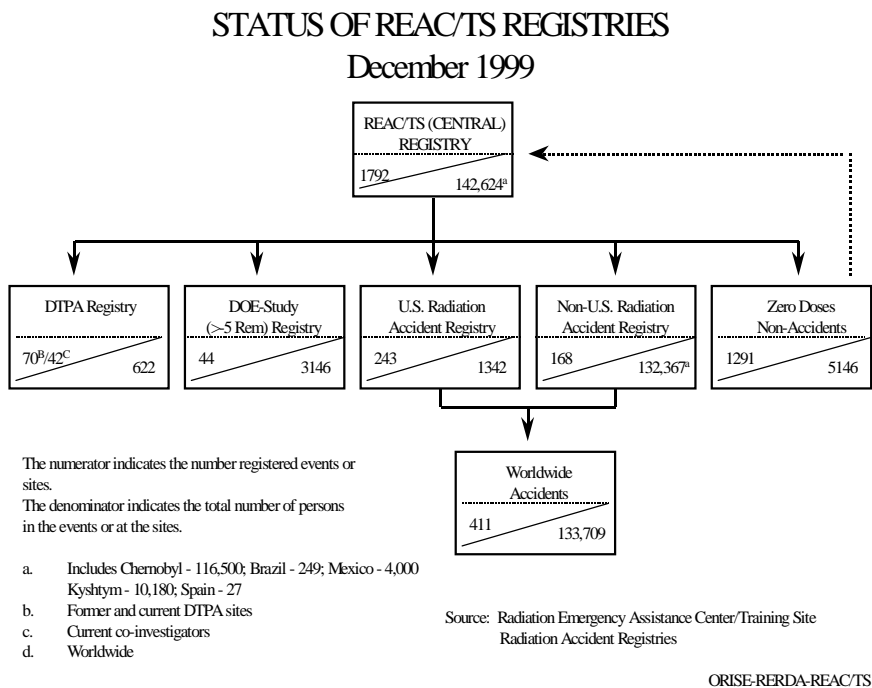 STATUS OF REAC/TS REGISTRIES
December 1999
REAC/TS (CENTRAL)
REGISTRY
1792
142,624ᵃ
DTPA Registry
70ᴮ/42ᶜ
622
DOE-Study
(>5 Rem) Registry
44
3146
U.S. Radiation
Accident Registry
243
1342
Non-U.S. Radiation
Accident Registry
168
132,367ᵃ
Zero Doses
Non-Accidents
1291
5146
Worldwide
Accidents
411
133,709
The numerator indicates the number registered events or
sites.
The denominator indicates the total number of persons
in the events or at the sites.
a. Includes Chernobyl - 116,500; Brazil - 249; Mexico - 4,000
Kyshtym - 10,180; Spain - 27
b. Former and current DTPA sites
c. Current co-investigators
d. Worldwide
Source: Radiation Emergency Assistance Center/Training Site
Radiation Accident Registries
ORISE-RERDA-REAC/TS